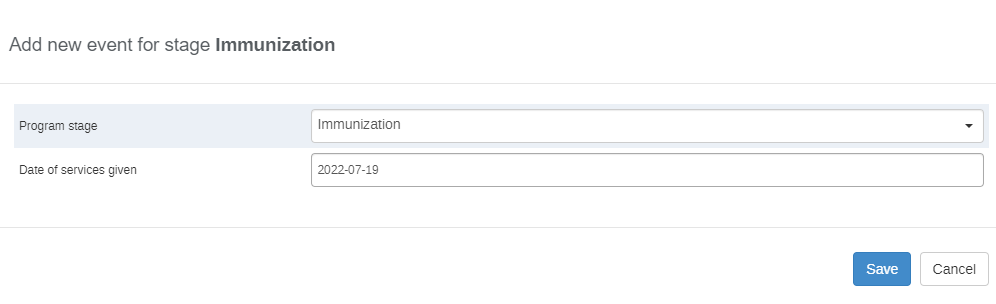 Add new event for stage Immunization
Program stage
Immunization
Date of services given
2022-07-19
Save
Cancel